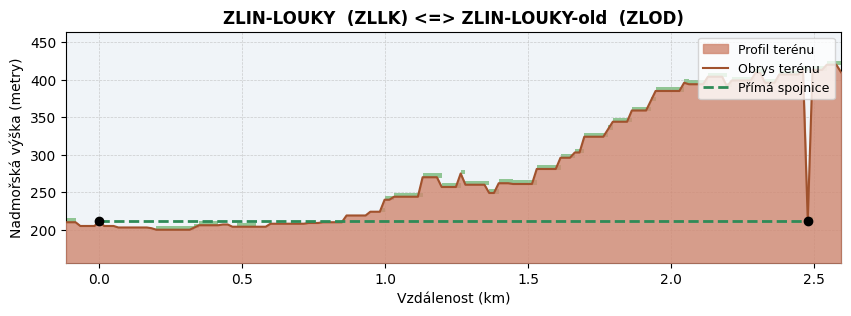 ZLIN-LOUKY  (ZLLK) <=> ZLIN-LOUKY-old  (ZLOD)
Nadmořská výška (metry)
450
400
350
300
250
200
Profil terénu
Obrys terénu
Přímá spojnice
0.0 0.5 1.0 1.5 2.0 2.5
Vzdálenost (km)